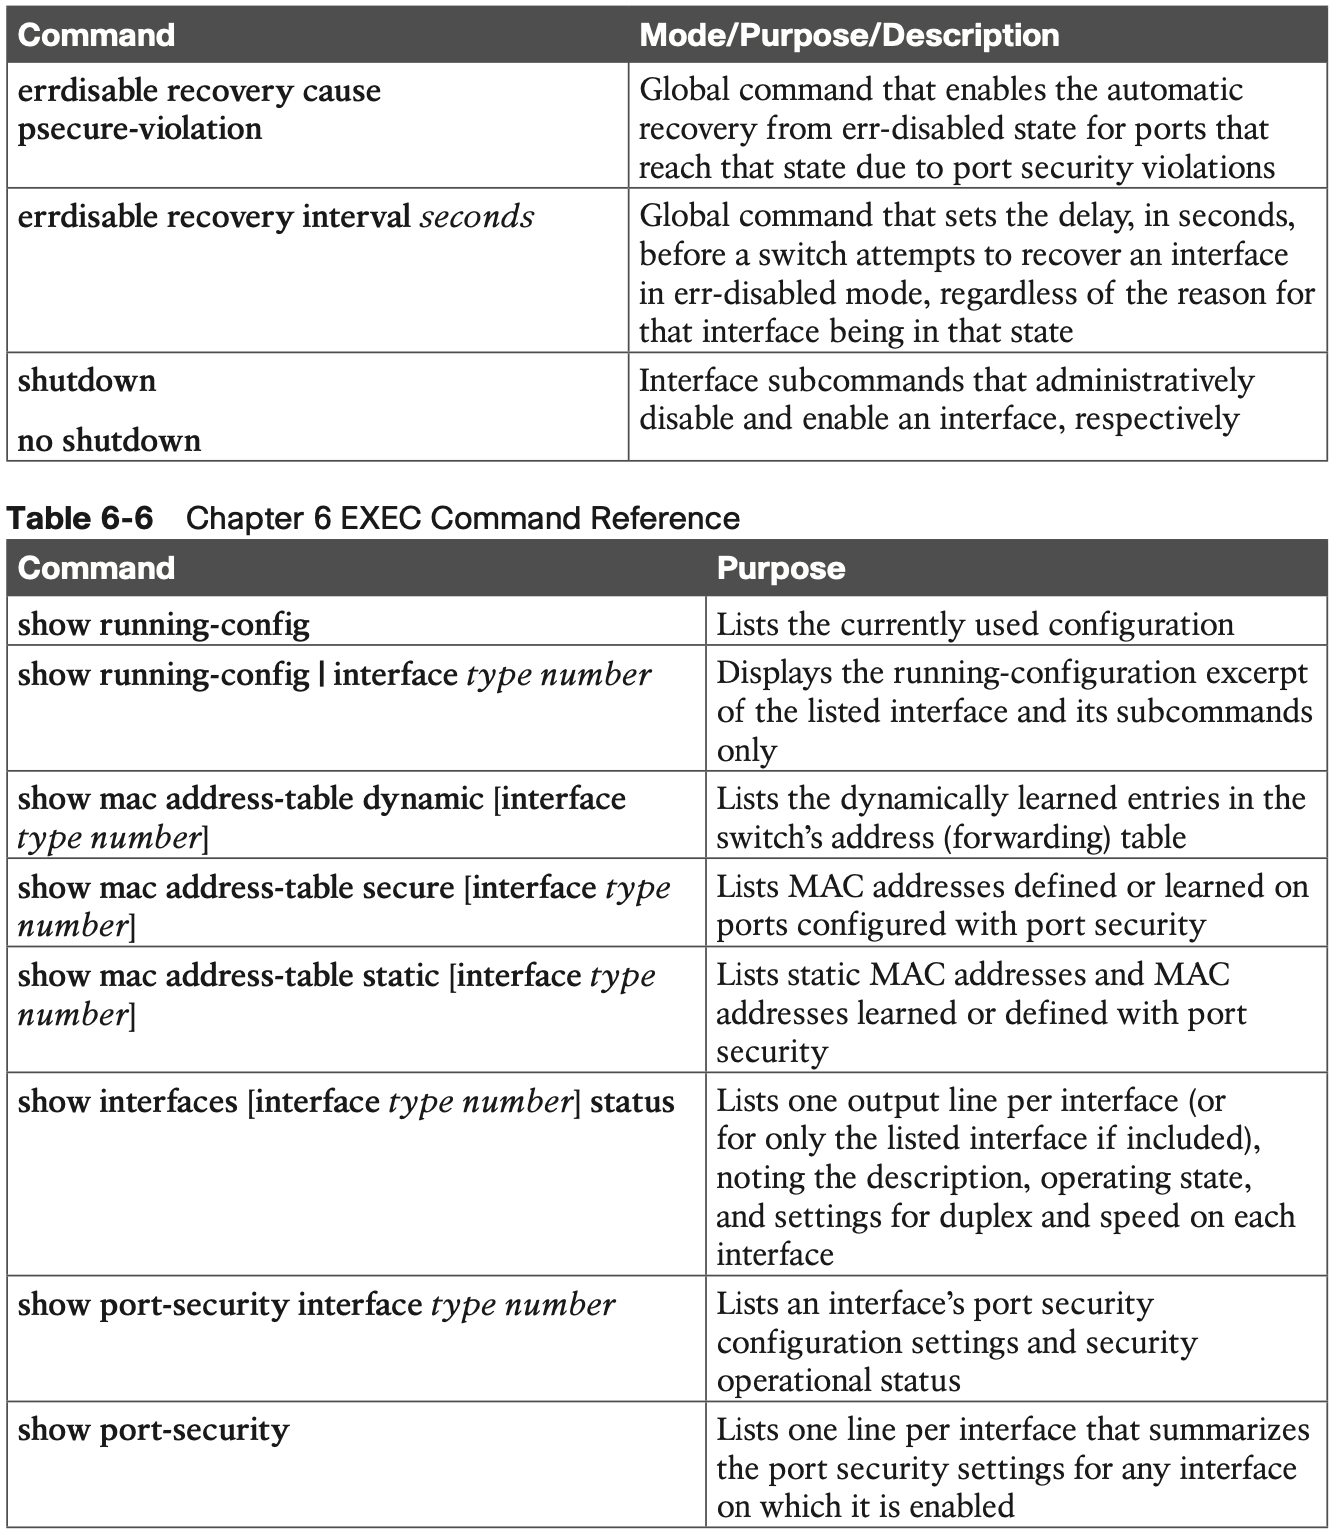 Command Mode/Purpose/Description
errdisable recovery cause
psecure-violation
Global command that enables the automatic
recovery from err-disabled state for ports that
reach that state due to port security violations
errdisable recovery interval seconds
Global command that sets the delay, in seconds,
before a switch attempts to recover an interface
in err-disabled mode, regardless of the reason for
that interface being in that state
shutdown
no shutdown
Interface subcommands that administratively
disable and enable an interface, respectively
Table 6-6 Chapter 6 EXEC Command Reference
Command Purpose
show running-config
Lists the currently used configuration
show running-config | interface type number
Displays the running-configuration excerpt
of the listed interface and its subcommands
only
show mac address-table dynamic [interface
type number]
Lists the dynamically learned entries in the
switch’s address (forwarding) table
show mac address-table secure [interface type
number]
Lists MAC addresses defined or learned on
ports configured with port security
show mac address-table static [interface type
number]
Lists static MAC addresses and MAC
addresses learned or defined with port
security
show interfaces [interface type number] status
Lists one output line per interface (or
for only the listed interface if included),
noting the description, operating state,
and settings for duplex and speed on each
interface
show port-security interface type number
Lists an interface’s port security
configuration settings and security
operational status
show port-security
Lists one line per interface that summarizes
the port security settings for any interface
on which it is enabled